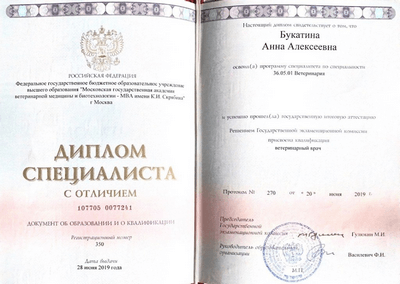 РОССИЙСКАЯ ФЕДЕРАЦИЯ
Федеральное государственное бюджетное образовательное учреждение
высшего образования "Московская государственная академия
ветеринарной медицины и биотехнологии - МВА имени К.И. Скрябина"
г Москва
ДИПЛОМ
СПЕЦИАЛИСТА
С ОТЛИЧИЕМ
107705 0077241
ДОКУМЕНТ ОБ ОБРАЗОВАНИИ И О КВАЛИФИКАЦИИ
Регистрационный номер
350
Дата выдачи
28 июня 2019 года
Настоящий диплом свидетельствует о том, что
Букатина
Анна Алексеевна
освоил(а) программу специалитета по специальности
36.05.01 Ветеринария
и успешно прошел(ла) государственную итоговую аттестацию
Решением Государственной экзаменационной комиссии
присвоена квалификация
ветеринарный врач
Протокол № 270 от « 20 » июня 2019 г.
Председатель
Государственной
экзаменационной комиссии
Гулюкин М.И.
Руководитель образовательной
организации
Василевич Ф.И.